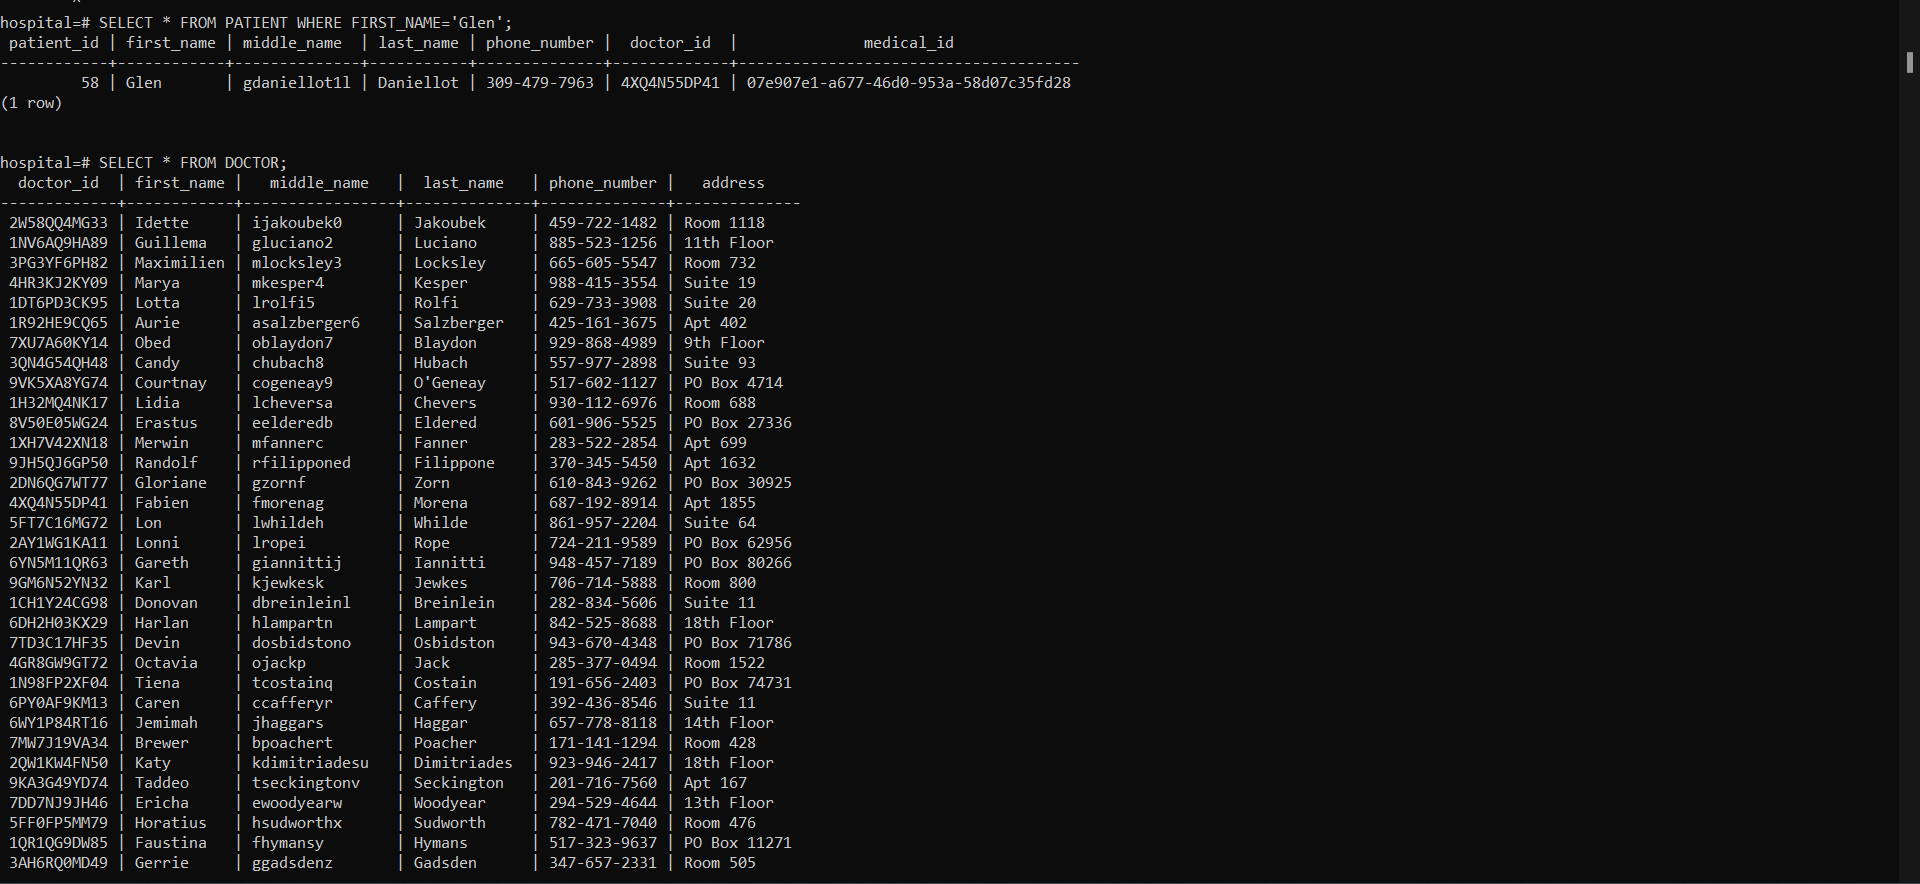 hospital=# SELECT * FROM PATIENT WHERE FIRST_NAME='Glen';
 patient_id | first_name | middle_name  | last_name | phone_number |  doctor_id  |              medical_id
------------+------------+--------------+-----------+--------------+-------------+--------------------------------------
         58 | Glen       | gdaniellot1l | Daniellot | 309-479-7963 | 4XQ4N55DP41 | 07e907e1-a677-46d0-953a-58d07c35fd28
(1 row)
hospital=# SELECT * FROM DOCTOR;
  doctor_id  | first_name |   middle_name   |  last_name   | phone_number |   address
-------------+------------+-----------------+--------------+--------------+--------------
 2W58QQ4MG33 | Idette     | ijakoubek0      | Jakoubek     | 459-722-1482 | Room 1118
 1NV6AQ9HA89 | Guillema   | gluciano2       | Luciano      | 885-523-1256 | 11th Floor
 3PG3YF6PH82 | Maximilien | mlocksley3      | Locksley     | 665-605-5547 | Room 732
 4HR3KJ2KY09 | Marya      | mkesper4        | Kesper       | 988-415-3554 | Suite 19
 1DT6PD3CK95 | Lotta      | lrolfi5         | Rolfi        | 629-733-3908 | Suite 20
 1R92HE9CQ65 | Aurie      | asalzberger6    | Salzberger   | 425-161-3675 | Apt 402
 7XU7A60KY14 | Obed       | oblaydon7       | Blaydon      | 929-868-4989 | 9th Floor
 3QN4G54QH48 | Candy      | chubach8        | Hubach       | 557-977-2898 | Suite 93
 9VK5XA8YG74 | Courtnay   | cogeneay9       | O'Geneay     | 517-602-1127 | PO Box 4714
 1H32MQ4NK17 | Lidia      | lcheversa       | Chevers      | 930-112-6976 | Room 688
 8V50E05WG24 | Erastus    | eelderedb       | Eldered      | 601-906-5525 | PO Box 27336
 1XH7V42XN18 | Merwin     | mfannerc        | Fanner       | 283-522-2854 | Apt 699
 9JH5QJ6GP50 | Randolf    | rfilipponed     | Filippone    | 370-345-5450 | Apt 1632
 2DN6QG7WT77 | Gloriane   | gzornf          | Zorn         | 610-843-9262 | PO Box 30925
 4XQ4N55DP41 | Fabien     | fmorenag        | Morena       | 687-192-8914 | Apt 1855
 5FT7C16MG72 | Lon        | lwhildeh        | Whilde       | 861-957-2204 | Suite 64
 2AY1WG1KA11 | Lonni      | lropei          | Rope         | 724-211-9589 | PO Box 62956
 6YN5M11QR63 | Gareth     | giannittij      | Iannitti     | 948-457-7189 | PO Box 80266
 9GM6N52YN32 | Karl       | kjewkesk        | Jewkes       | 706-714-5888 | Room 800
 1CH1Y24CG98 | Donovan    | dbreinleinl     | Breinlein    | 282-834-5606 | Suite 11
 6DH2H03KX29 | Harlan     | hlampartn       | Lampart      | 842-525-8688 | 18th Floor
 7TD3C17HF35 | Devin      | dosbidstono     | Osbidston    | 943-670-4348 | PO Box 71786
 4GR8GW9GT72 | Octavia    | ojackp          | Jack         | 285-377-0494 | Room 1522
 1N98FP2XF04 | Tiena      | tcostainq       | Costain      | 191-656-2403 | PO Box 74731
 6PY0AF9KM13 | Caren      | ccafferyr       | Caffery      | 392-436-8546 | Suite 11
 6WY1P84RT16 | Jemimah    | jhaggars        | Haggar       | 657-778-8118 | 14th Floor
 7MW7J19VA34 | Brewer     | bpoachert       | Poacher      | 171-141-1294 | Room 428
 2QW1KW4FN50 | Katy       | kdimitriadesu   | Dimitriades  | 923-946-2417 | 18th Floor
 9KA3G49YD74 | Taddeo     | tseckingtonv    | Seckington   | 201-716-7560 | Apt 167
 7DD7NJ9JH46 | Ericha     | ewoodyearw      | Woodyear     | 294-529-4644 | 13th Floor
 5FF0FP5MM79 | Horatius   | hsudworthx      | Sudworth     | 782-471-7040 | Room 476
 1QR1QG9DW85 | Faustina   | fhymansy        | Hymans       | 517-323-9637 | PO Box 11271
 3AH6RQ0MD49 | Gerrie     | ggadsdenz       | Gadsden      | 347-657-2331 | Room 505